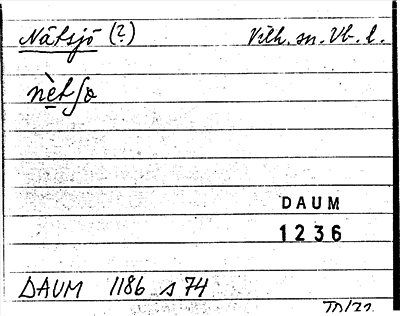 Nätsjö (?) Vilh. sn. Vb. l.
nètʃö
DAUM
1236
DAUM 1186 s 74